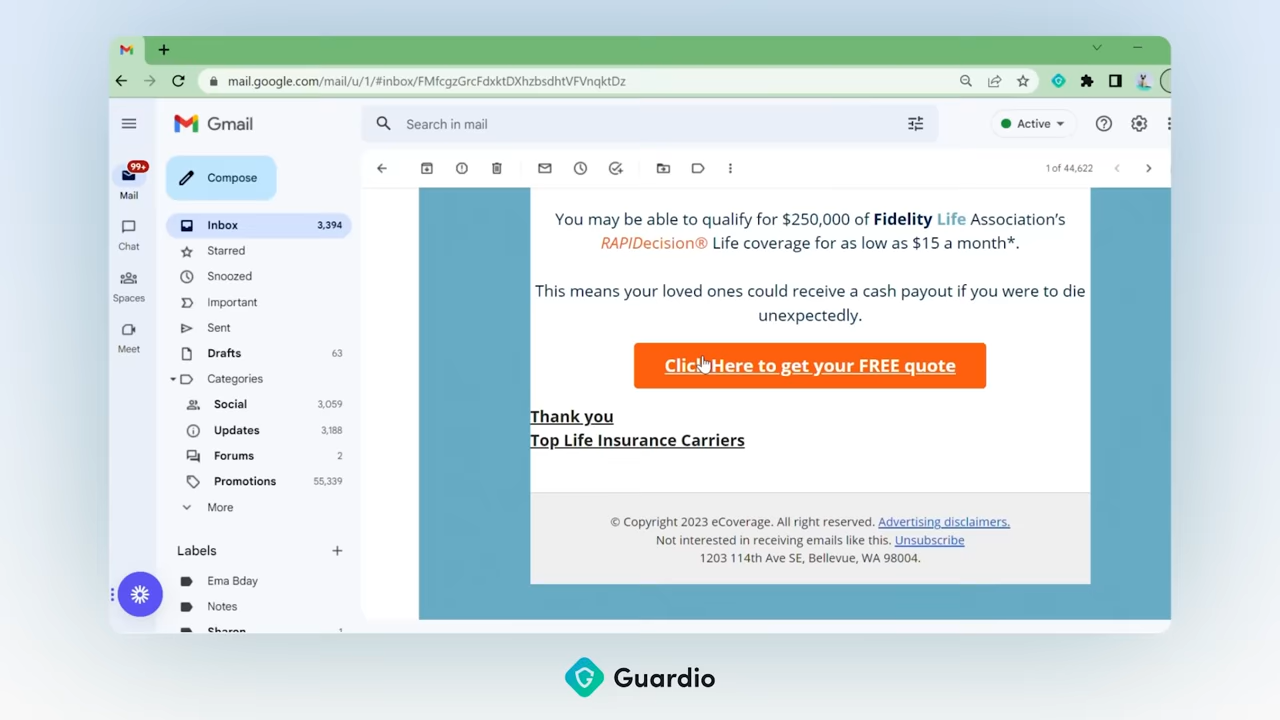 mail.google.com/mail/u/1/#inbox/FMfcgzGrcFdxktDXhzbsdhtVFVnqktDz
Gmail
Search in mail
Active
99+
Mail
Chat
Spaces
Meet
Compose
Inbox 3,394
Starred
Snoozed
Important
Sent
Drafts 63
Categories
Social 3,059
Updates 3,188
Forums 2
Promotions 55,339
More
Labels
Ema Bday
Notes
Sharon 1
1 of 44,622
You may be able to qualify for $250,000 of Fidelity Life Association's
RAPIDecision® Life coverage for as low as $15 a month*.
This means your loved ones could receive a cash payout if you were to die
unexpectedly.
Click Here to get your FREE quote
Thank you
Top Life Insurance Carriers
© Copyright 2023 eCoverage. All right reserved. Advertising disclaimers.
Not interested in receiving emails like this. Unsubscribe
1203 114th Ave SE, Bellevue, WA 98004.
Guardio